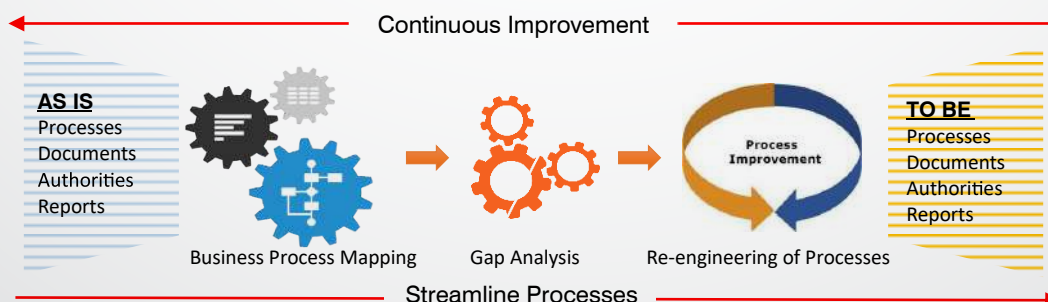 Continuous Improvement
AS IS
Processes
Documents
Authorities
Reports
Business Process Mapping
Gap Analysis
Process
Improvement
Re-engineering of Processes
TO BE
Processes
Documents
Authorities
Reports
Streamline Processes